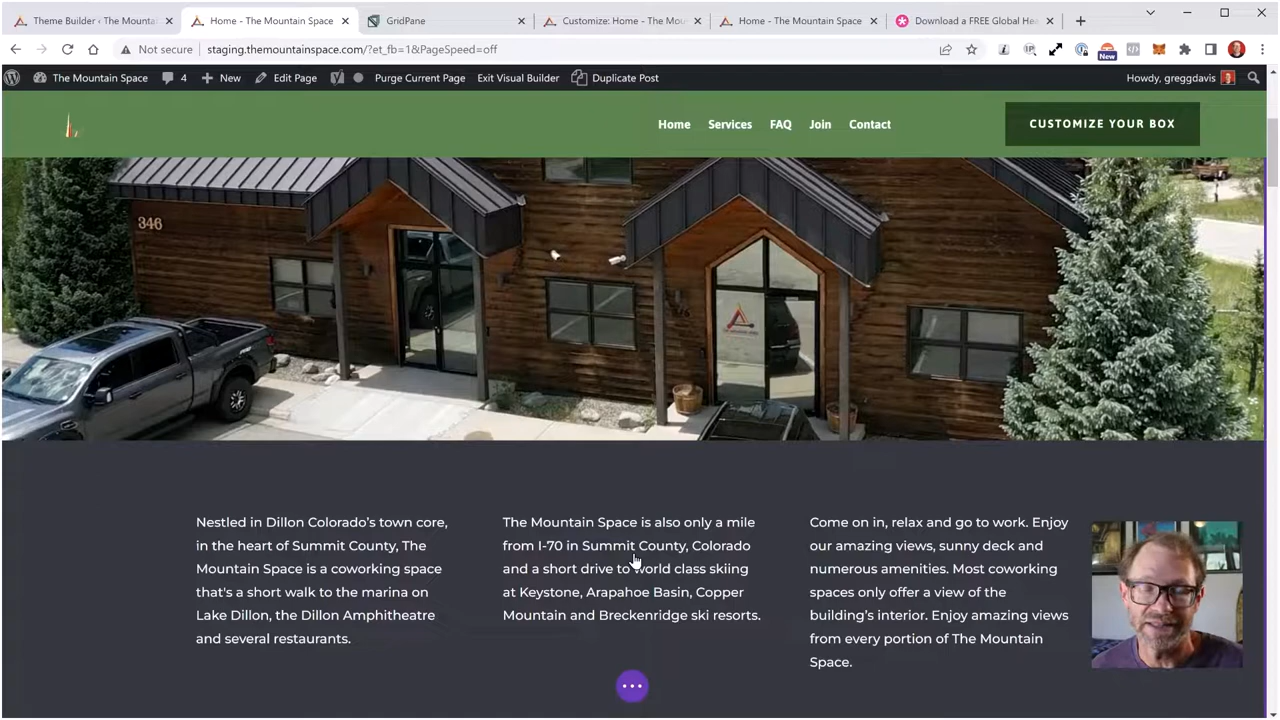 Theme Builder ‹ The Mountai
Home - The Mountain Space
GridPane
Customize: Home - The Mou
Home - The Mountain Space
Download a FREE Global Hea
Not secure
staging.themountainspace.com/?et_fb=1&PageSpeed=off
New
The Mountain Space
4
New
Edit Page
Purge Current Page
Exit Visual Builder
Duplicate Post
Howdy, greggdavis
Home
Services
FAQ
Join
Contact
CUSTOMIZE YOUR BOX
346
Nestled in Dillon Colorado’s town core,
in the heart of Summit County, The
Mountain Space is a coworking space
that's a short walk to the marina on
Lake Dillon, the Dillon Amphitheatre
and several restaurants.
The Mountain Space is also only a mile
from I-70 in Summit County, Colorado
and a short drive to world class skiing
at Keystone, Arapahoe Basin, Copper
Mountain and Breckenridge ski resorts.
Come on in, relax and go to work. Enjoy
our amazing views, sunny deck and
numerous amenities. Most coworking
spaces only offer a view of the
building’s interior. Enjoy amazing views
from every portion of The Mountain
Space.